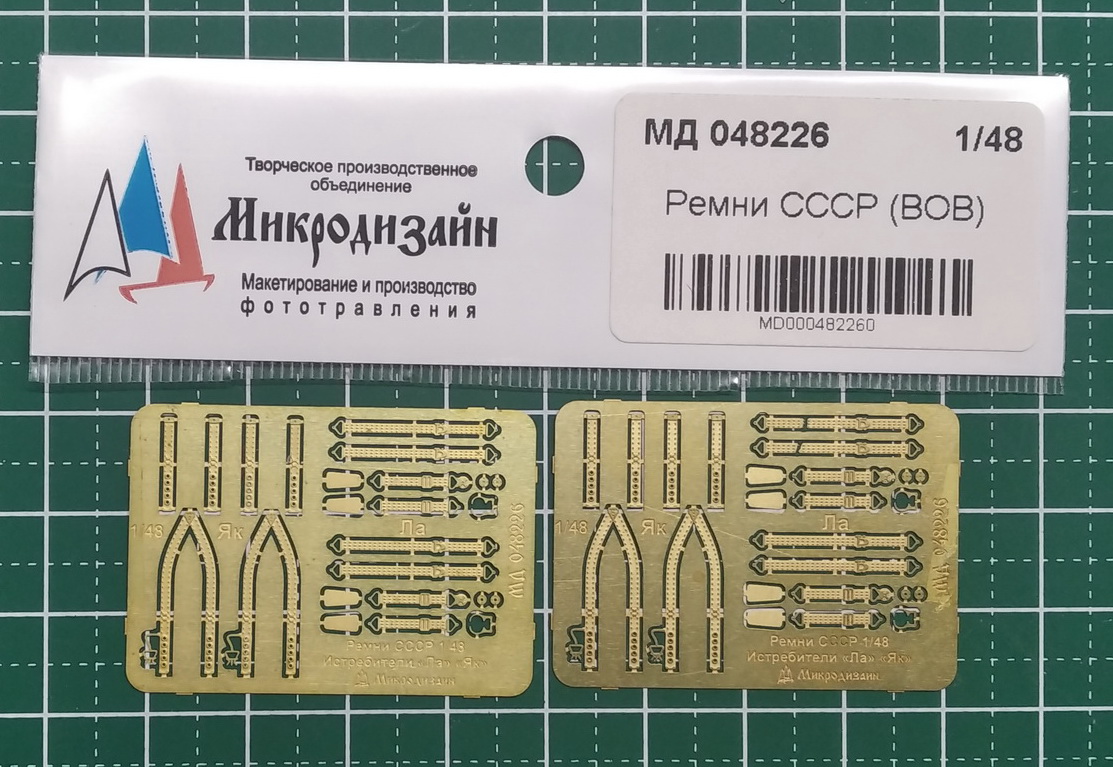 Творческое производственное
объединение
Микродизайн
Макетирование и производство
фототравления
МД 048226 1/48
Ремни СССР (ВОВ)
MD000482260
1/48 Як Ла
МД 048226
Ремни СССР 1/48
Истребители «Ла» «Як»
Микродизайн
1/48 Як Ла
МД 048226
Ремни СССР 1/48
Истребители «Ла» «Як»
Микродизайн